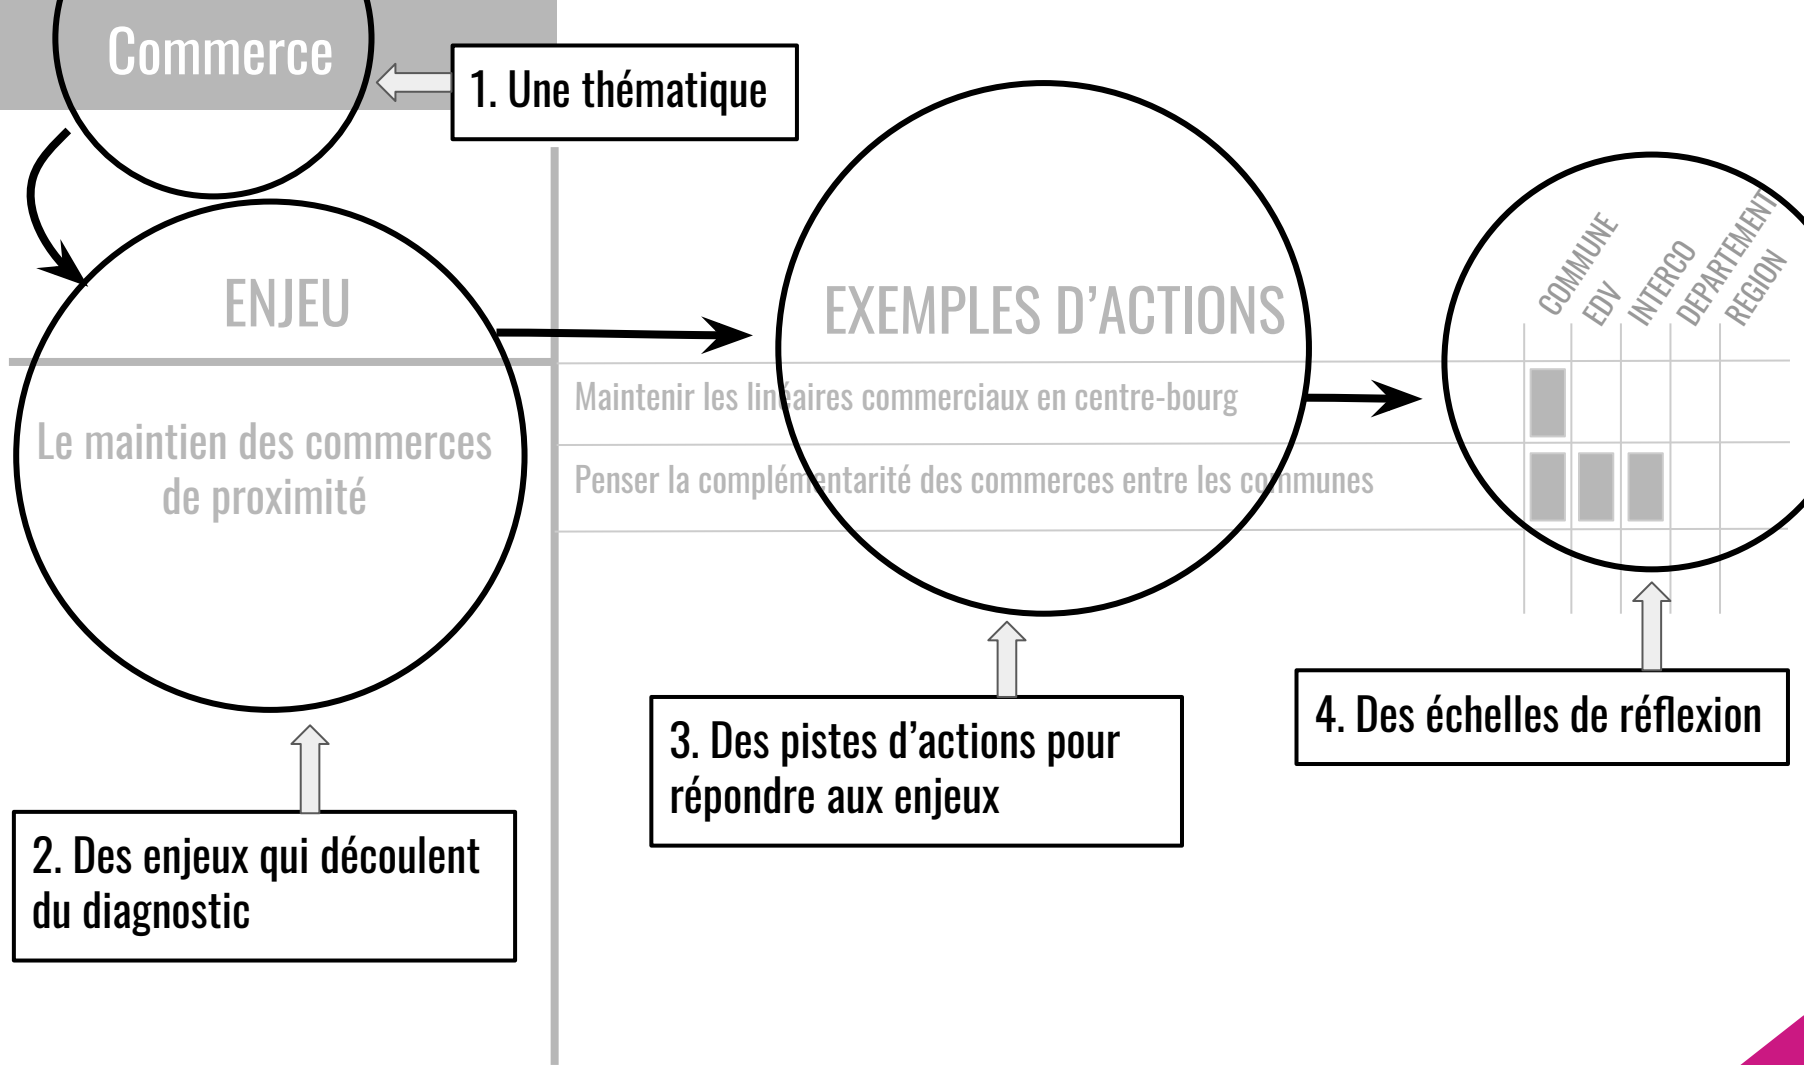 Commerce
1. Une thématique
ENJEU
Le maintien des commerces
de proximité
EXEMPLES D’ACTIONS
COMMUNE
EDV
INTERCO
DEPARTEMENT
REGION
Maintenir les linéaires commerciaux en centre-bourg
Penser la complémentarité des commerces entre les communes
2. Des enjeux qui découlent
du diagnostic
3. Des pistes d’actions pour
répondre aux enjeux
4. Des échelles de réflexion